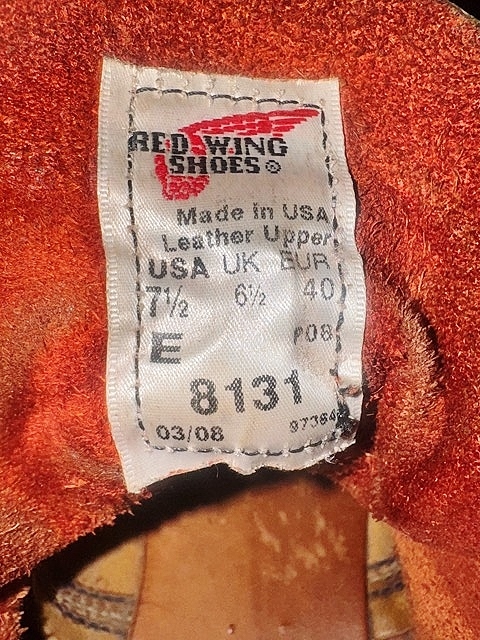 RED WING
SHOES®
Made in USA
Leather Upper
USA UK EUR
7½ 6½ 40
E P08
8131
03/08